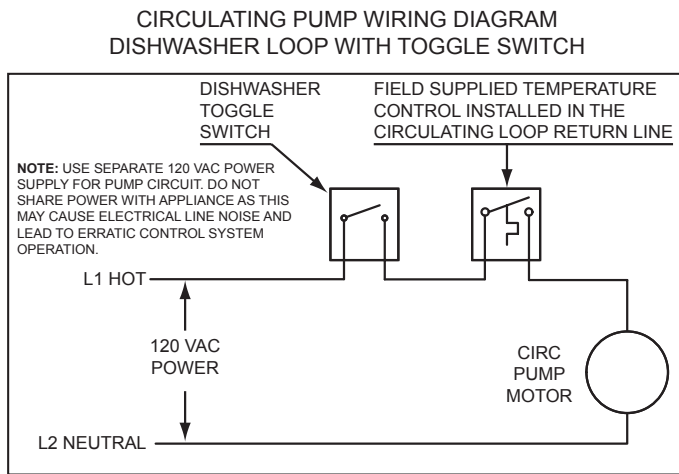 CIRCULATING PUMP WIRING DIAGRAM
DISHWASHER LOOP WITH TOGGLE SWITCH
DISHWASHER
TOGGLE
SWITCH
FIELD SUPPLIED TEMPERATURE
CONTROL INSTALLED IN THE
CIRCULATING LOOP RETURN LINE
NOTE: USE SEPARATE 120 VAC POWER
SUPPLY FOR PUMP CIRCUIT. DO NOT
SHARE POWER WITH APPLIANCE AS THIS
MAY CAUSE ELECTRICAL LINE NOISE AND
LEAD TO ERRATIC CONTROL SYSTEM
OPERATION.
L1 HOT
120 VAC
POWER
CIRC
PUMP
MOTOR
L2 NEUTRAL